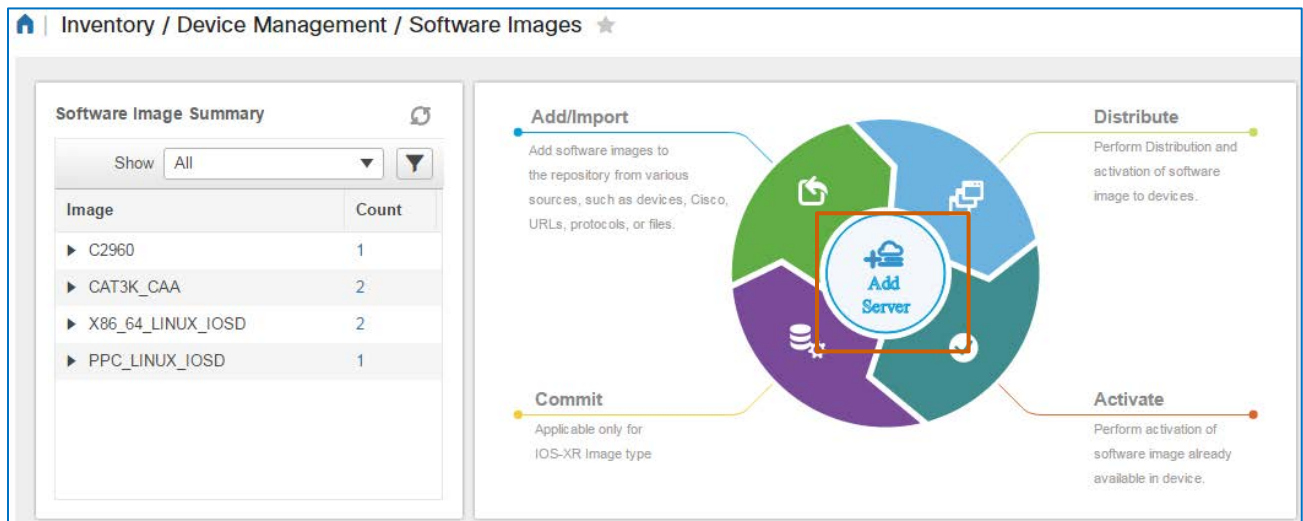 Inventory / Device Management / Software Images
Software Image Summary
Show All
Image Count
C2960 1
CAT3K_CAA 2
X86_64_LINUX_IOSD 2
PPC_LINUX_IOSD 1
Add/Import
Add software images to
the repository from various
sources, such as devices, Cisco,
URLs, protocols, or files.
Distribute
Perform Distribution and
activation of software
image to devices.
Add
Server
Commit
Applicable only for
IOS-XR Image type
Activate
Perform activation of
software image already
available in device.